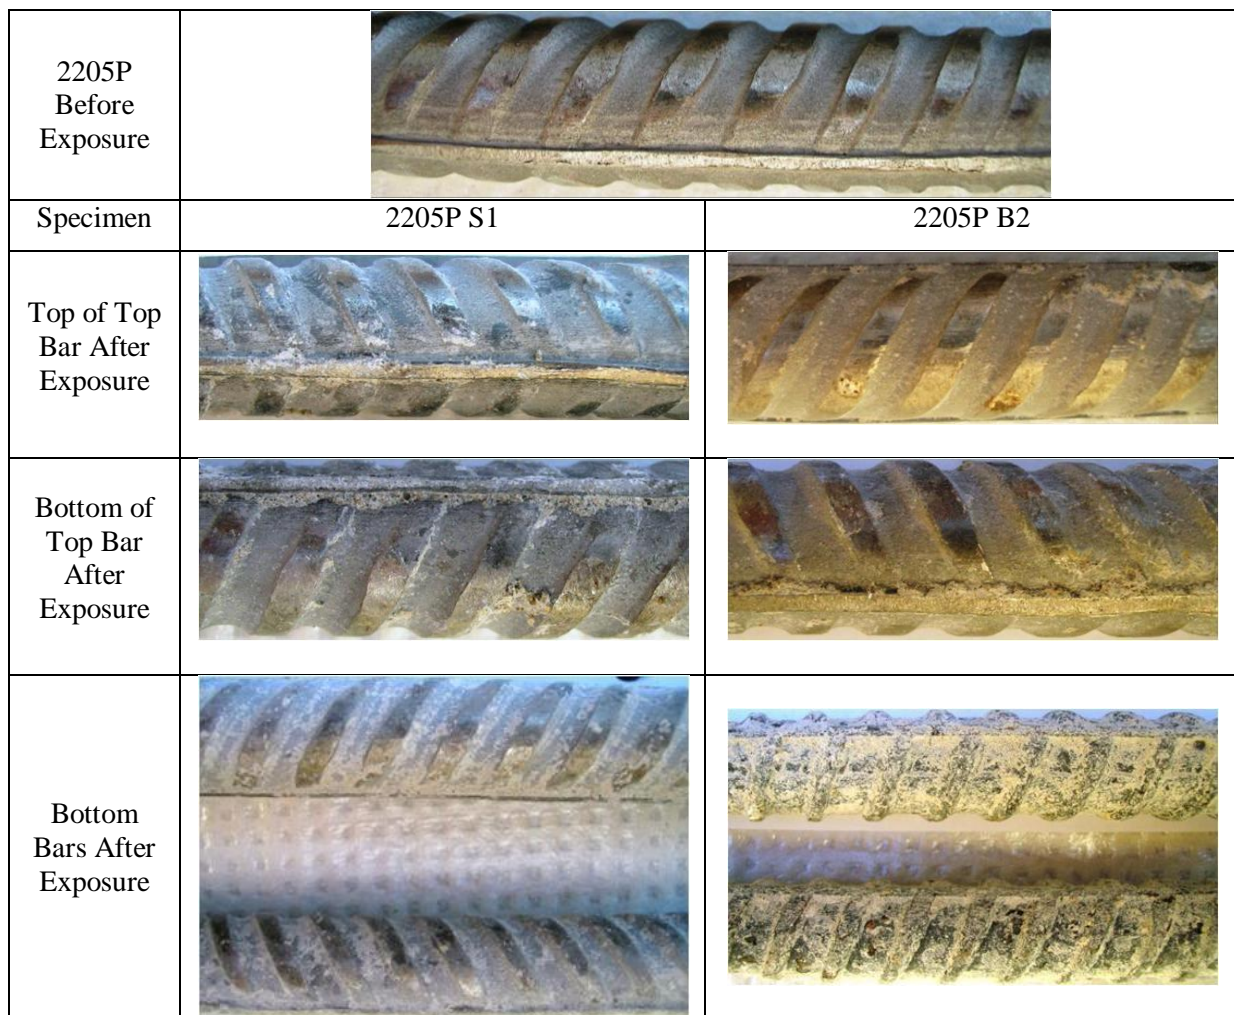 2205P
Before
Exposure
Specimen
2205P S1
2205P B2
Top of Top
Bar After
Exposure
Bottom of
Top Bar
After
Exposure
Bottom
Bars After
Exposure